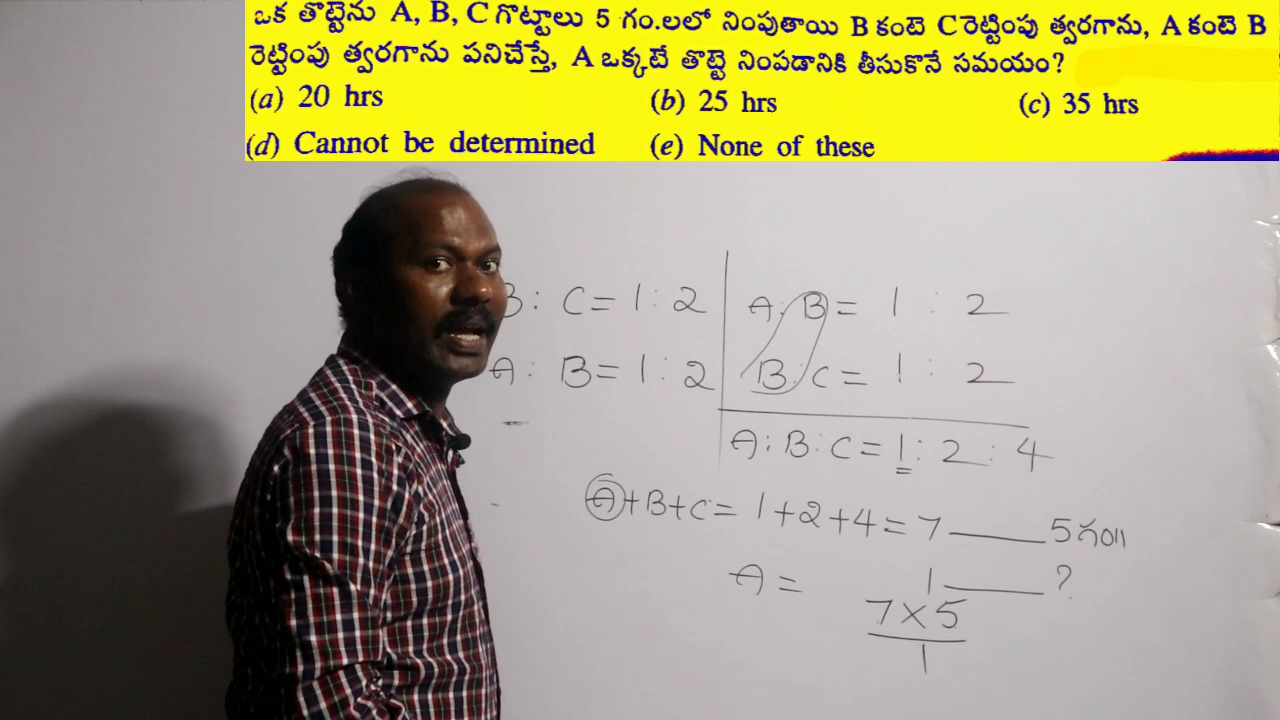 ఒక తొట్టెను A, B, C గొట్టాలు 5 గం.లలో నింపుతాయి B కంటె C రెట్టింపు త్వరగాను, A కంటె B
రెట్టింపు త్వరగాను పనిచేస్తే, A ఒక్కటే తొట్టె నింపడానికి తీసుకొనే సమయం?
(a) 20 hrs (b) 25 hrs (c) 35 hrs
(d) Cannot be determined (e) None of these
B : C = 1 : 2
A : B = 1 : 2
A : B = 1 : 2
B : C = 1 : 2
A : B : C = 1 : 2 : 4
A + B + C = 1 + 2 + 4 = 7 —— 5 గం॥
A = 1 —— ?
7 × 5
1